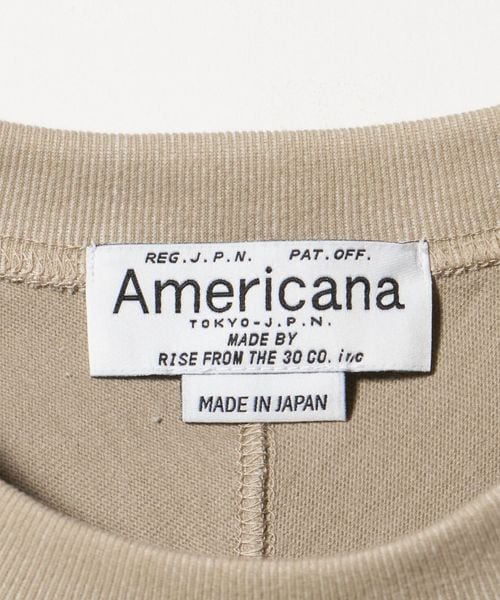 REG.J.P.N. PAT.OFF.
Americana
TOKYO-J.P.N.
MADE BY
RISE FROM THE 30 CO. inc
MADE IN JAPAN